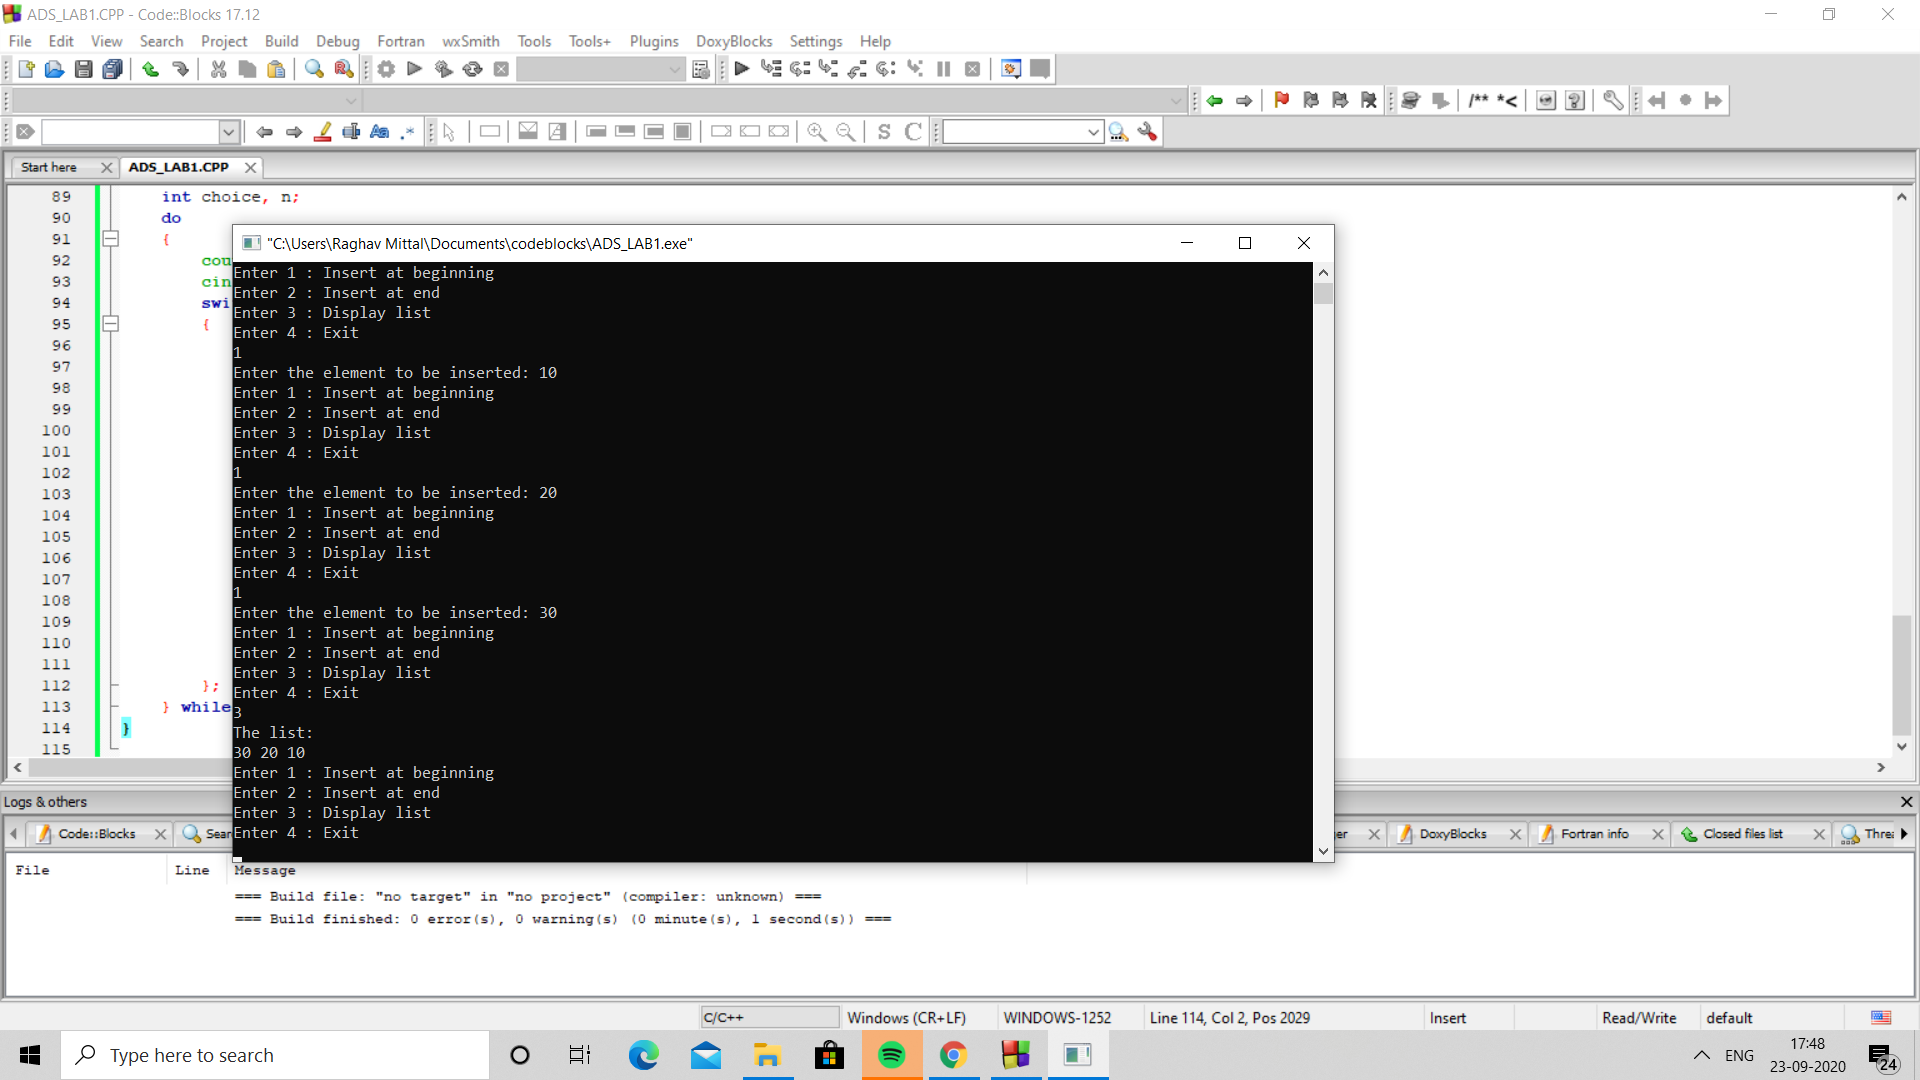 ADS_LAB1.CPP - Code::Blocks 17.12
File Edit View Search Project Build Debug Fortran wxSmith Tools Tools+ Plugins DoxyBlocks Settings Help
/** *<
Aa .*
S C
Start here ADS_LAB1.CPP
89 int choice, n;
90 do
91 {
92 cou
93 cin
94 swi
95 {
96
97
98
99
100
101
102
103
104
105
106
107
108
109
110
111
112 };
113 } while
114 }
115
"C:\Users\Raghav Mittal\Documents\codeblocks\ADS_LAB1.exe"
Enter 1 : Insert at beginning
Enter 2 : Insert at end
Enter 3 : Display list
Enter 4 : Exit
1
Enter the element to be inserted: 10
Enter 1 : Insert at beginning
Enter 2 : Insert at end
Enter 3 : Display list
Enter 4 : Exit
1
Enter the element to be inserted: 20
Enter 1 : Insert at beginning
Enter 2 : Insert at end
Enter 3 : Display list
Enter 4 : Exit
1
Enter the element to be inserted: 30
Enter 1 : Insert at beginning
Enter 2 : Insert at end
Enter 3 : Display list
Enter 4 : Exit
3
The list:
30 20 10
Enter 1 : Insert at beginning
Enter 2 : Insert at end
Enter 3 : Display list
Enter 4 : Exit
Logs & others
Code::Blocks Sear er DoxyBlocks Fortran info Closed files list Threa
File Line Message
=== Build file: "no target" in "no project" (compiler: unknown) ===
=== Build finished: 0 error(s), 0 warning(s) (0 minute(s), 1 second(s)) ===
C/C++ Windows (CR+LF) WINDOWS-1252 Line 114, Col 2, Pos 2029 Insert Read/Write default
Type here to search
ENG
17:48
23-09-2020
24